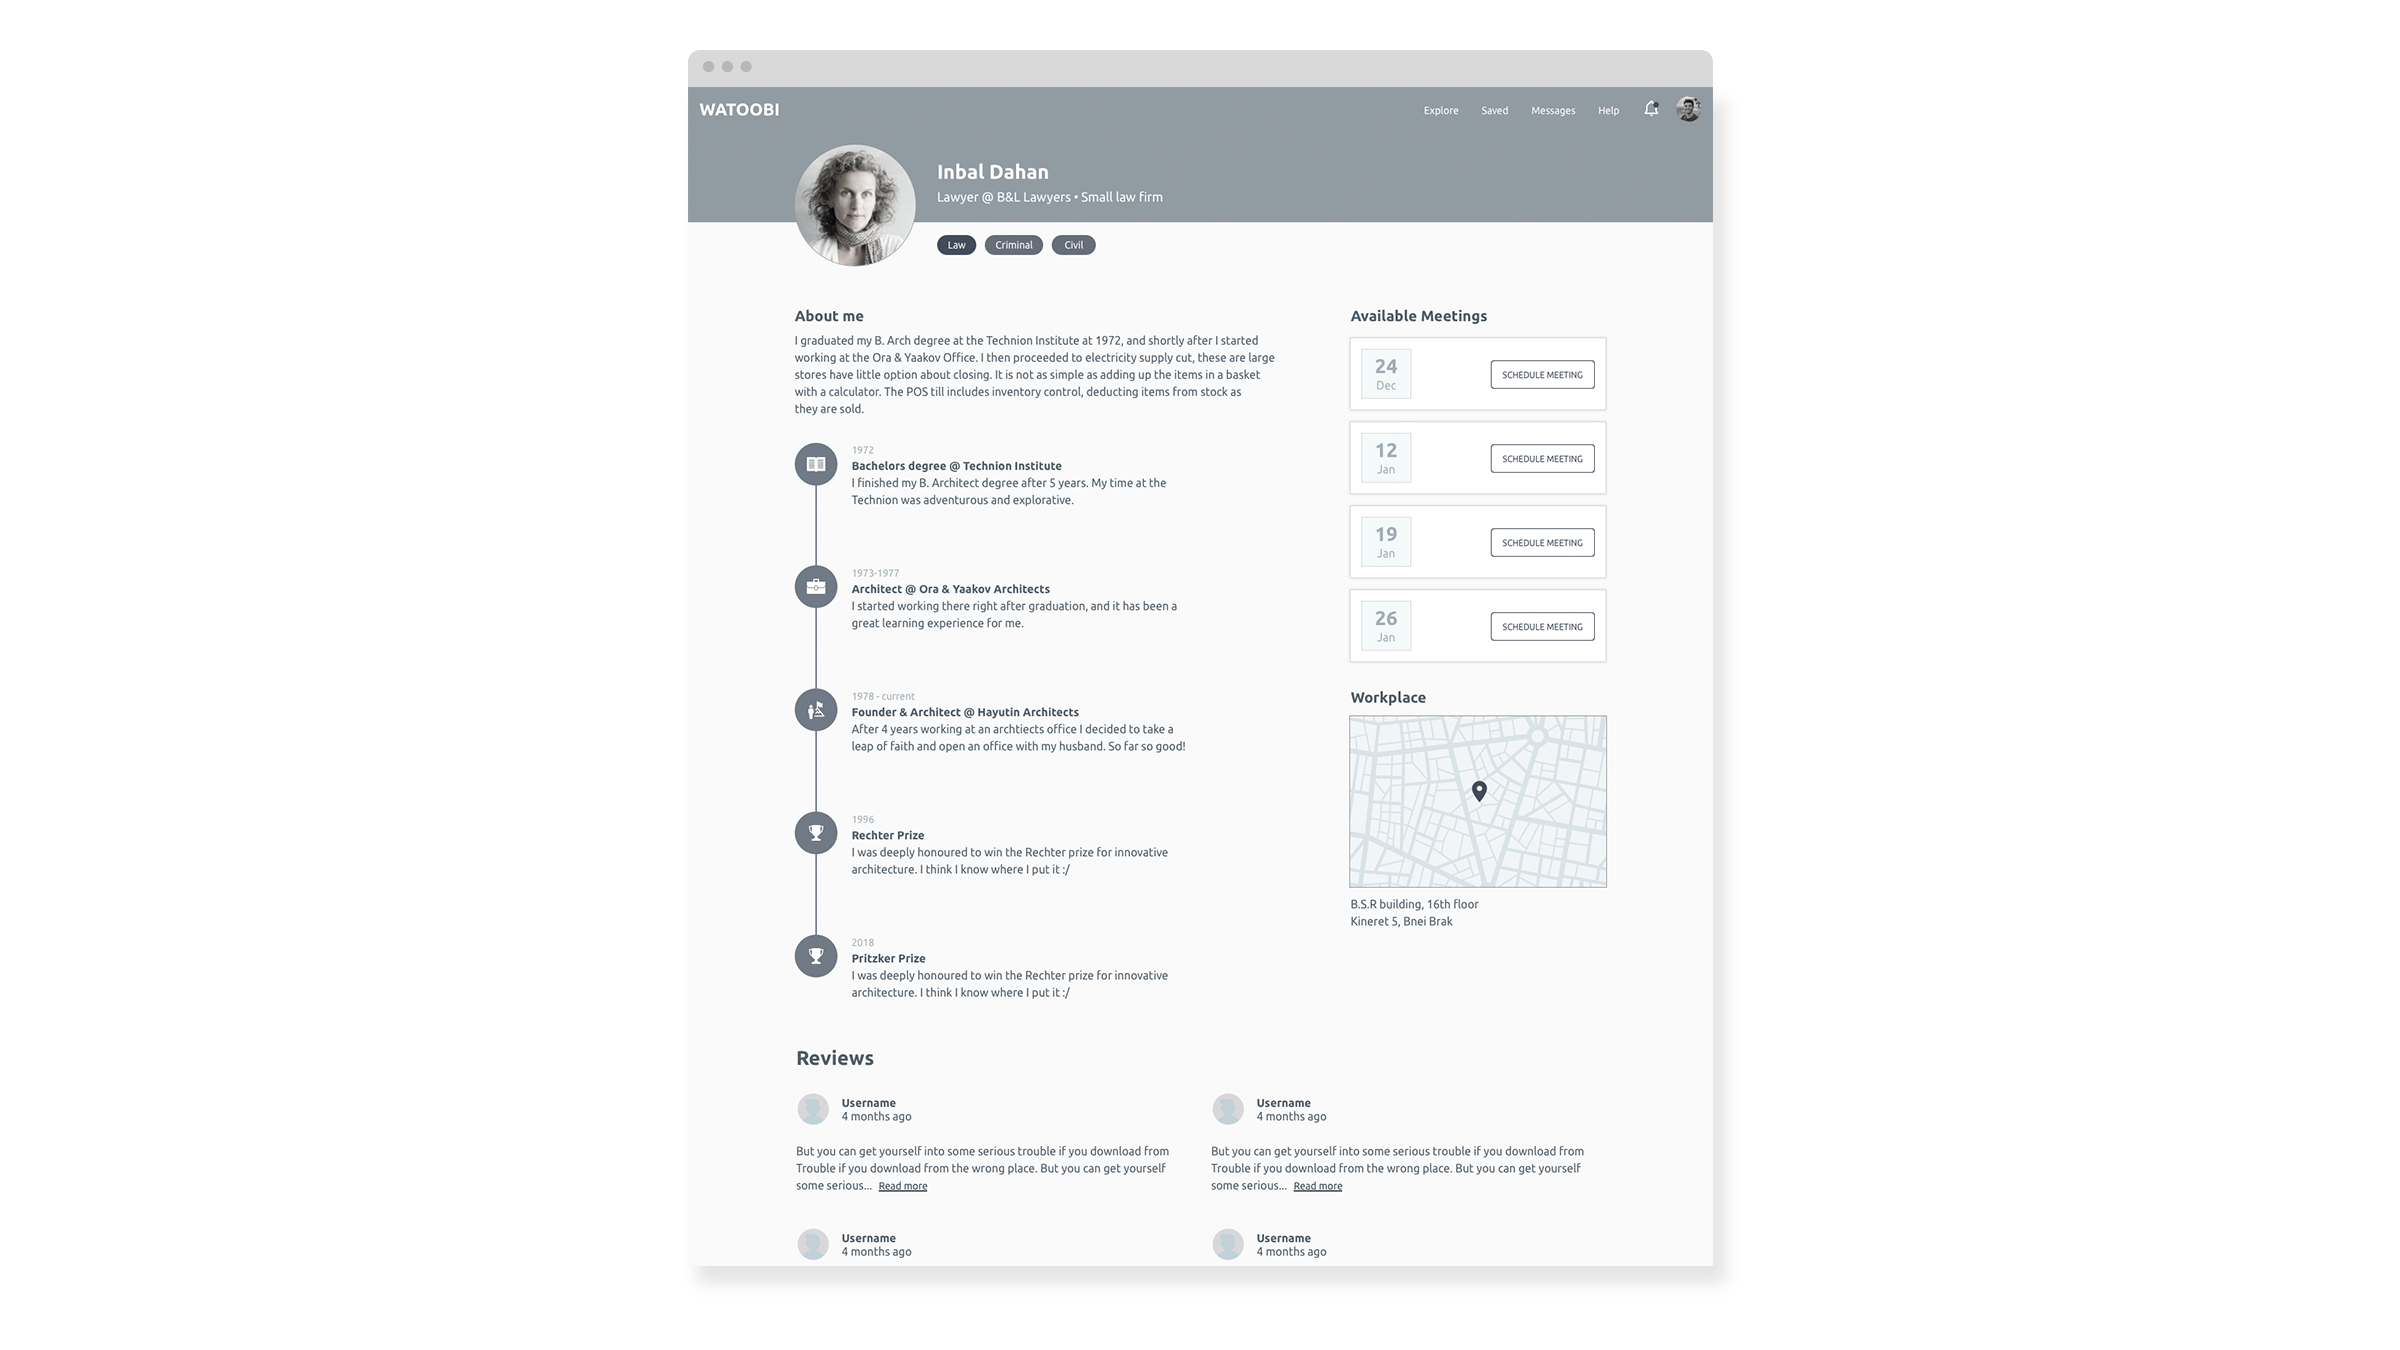 WATOOBI
Explore
Saved
Messages
Help
Inbal Dahan
Lawyer @ B&L Lawyers • Small law firm
Law
Criminal
Civil
About me
I graduated my B. Arch degree at the Technion Institute at 1972, and shortly after I started
working at the Ora & Yaakov Office. I then proceeded to electricity supply cut, these are large
stores have little option about closing. It is not as simple as adding up the items in a basket
with a calculator. The POS till includes inventory control, deducting items from stock as
they are sold.
1972
Bachelors degree @ Technion Institute
I finished my B. Architect degree after 5 years. My time at the
Technion was adventurous and explorative.
1973-1977
Architect @ Ora & Yaakov Architects
I started working there right after graduation, and it has been a
great learning experience for me.
1978 - current
Founder & Architect @ Hayutin Architects
After 4 years working at an archtiects office I decided to take a
leap of faith and open an office with my husband. So far so good!
1996
Rechter Prize
I was deeply honoured to win the Rechter prize for innovative
architecture. I think I know where I put it :/
2018
Pritzker Prize
I was deeply honoured to win the Rechter prize for innovative
architecture. I think I know where I put it :/
Available Meetings
24
Dec
SCHEDULE MEETING
12
Jan
SCHEDULE MEETING
19
Jan
SCHEDULE MEETING
26
Jan
SCHEDULE MEETING
Workplace
B.S.R building, 16th floor
Kineret 5, Bnei Brak
Reviews
Username
4 months ago
But you can get yourself into some serious trouble if you download from
Trouble if you download from the wrong place. But you can get yourself
some serious... Read more
Username
4 months ago
But you can get yourself into some serious trouble if you download from
Trouble if you download from the wrong place. But you can get yourself
some serious... Read more
Username
4 months ago
Username
4 months ago